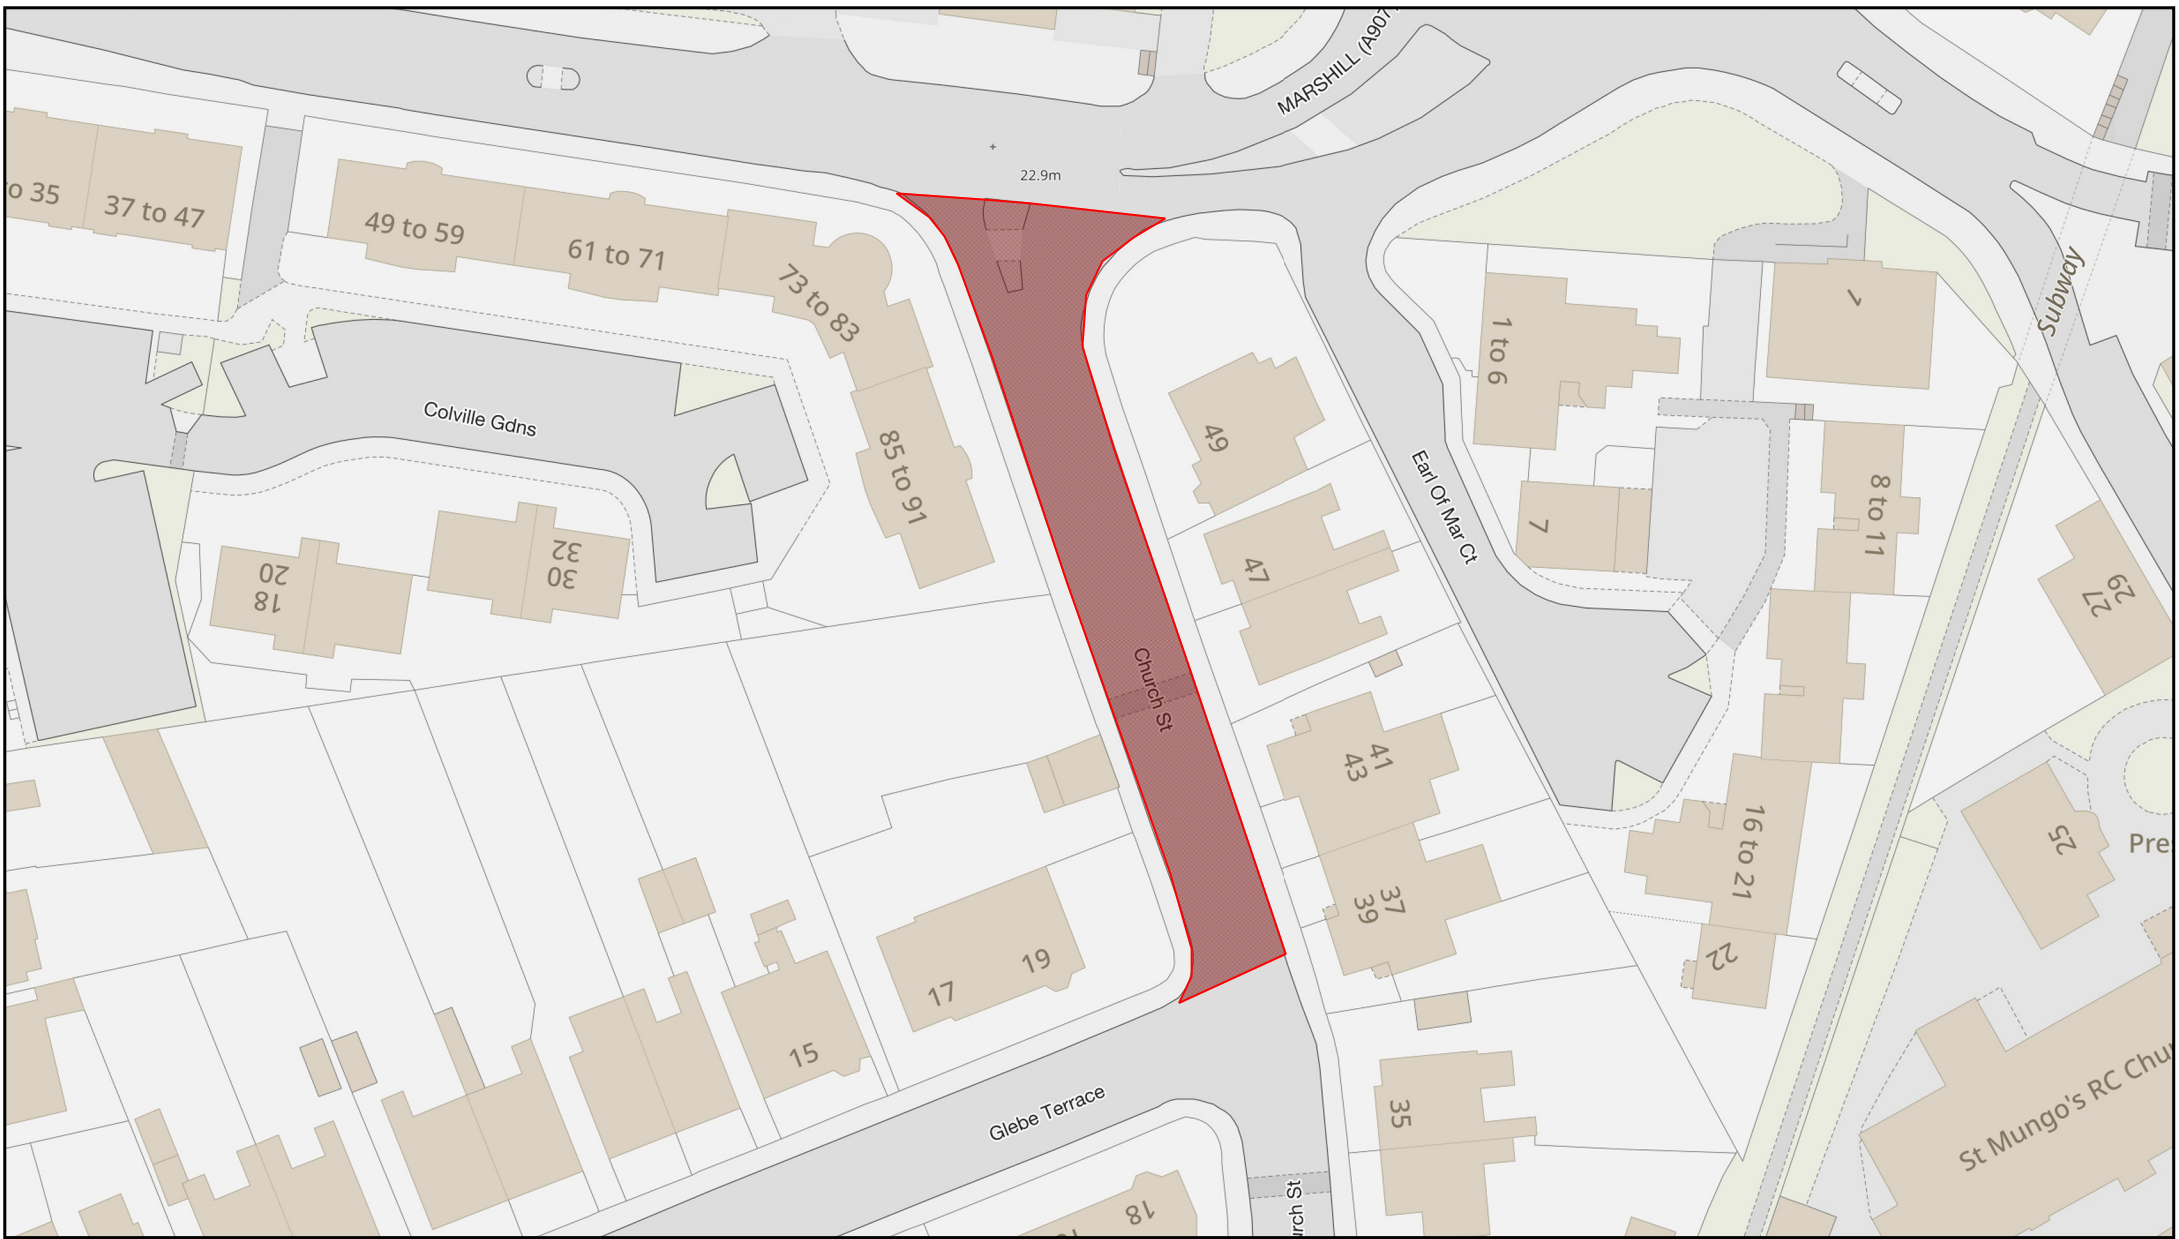 MARSHILL (A907
22.9m
o 35
37 to 47
49 to 59
61 to 71
73 to 83
85 to 91
Colville Gdns
20
18
32
30
Church St
49
47
41
43
37
39
35
Earl Of Mar Ct
1 to 6
7
7
8 to 11
16 to 21
22
Subway
29
27
25
Pre
St Mungo's RC Chu
17
19
15
Glebe Terrace
18
urch St